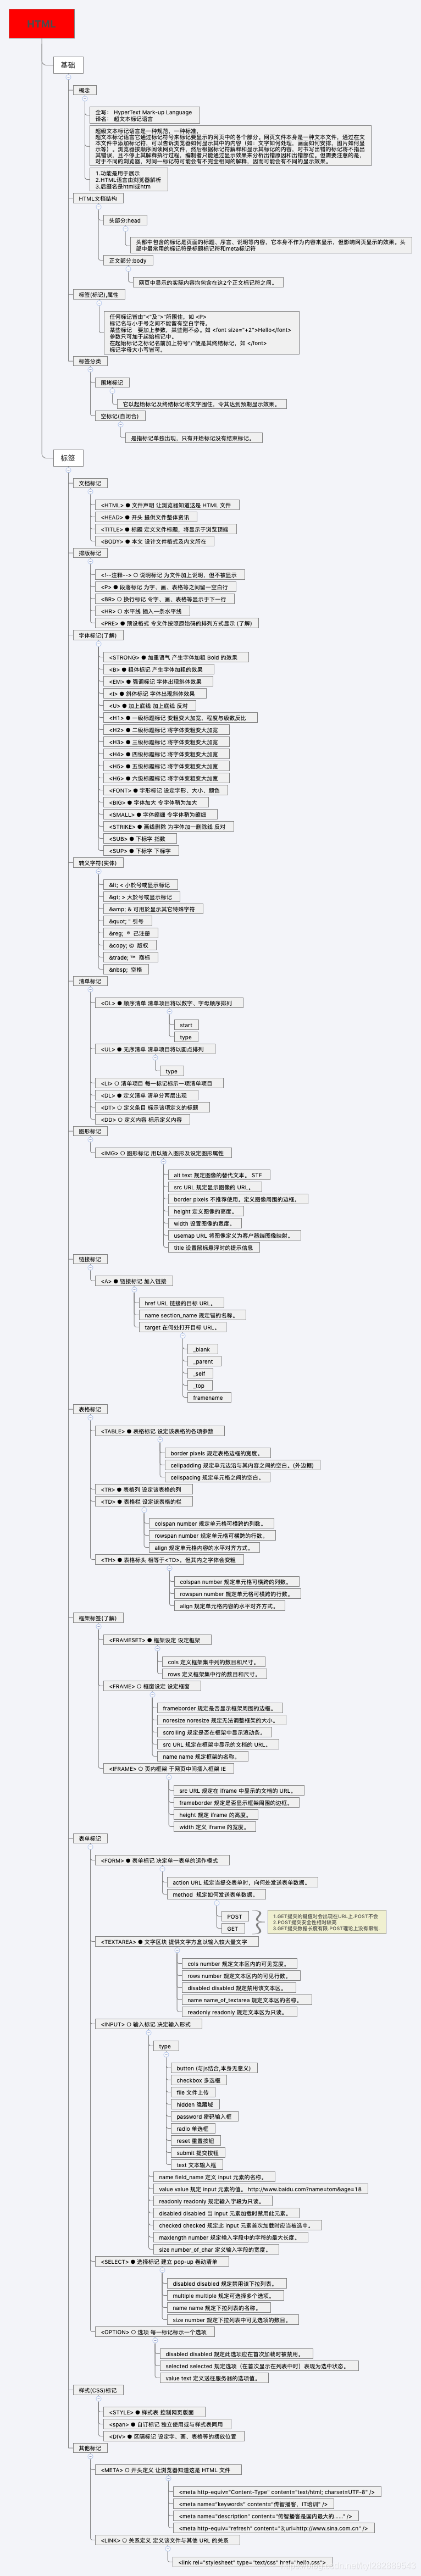 HTML
基础
概念
全写： HyperText Mark-up Language
译名： 超文本标记语言
超级文本标记语言是一种规范，一种标准，
超文本标记语言它通过标记符号来标记要显示的网页中的各个部分。网页文件本身是一种文本文件，通过在文
本文件中添加标记符，可以告诉浏览器如何显示其中的内容（如：文字如何处理，画面如何安排，图片如何显
示等）。浏览器按顺序阅读网页文件，然后根据标记符解释和显示其标记的内容，对书写出错的标记将不指出
其错误，且不停止其解释执行过程，编制者只能通过显示效果来分析出错原因和出错部位。但需要注意的是，
对于不同的浏览器，对同一标记符可能会有不完全相同的解释，因而可能会有不同的显示效果。
1.功能是用于展示
2.HTML语言由浏览器解析
3.后缀名是html或htm
HTML文档结构
头部分:head
头部中包含的标记是页面的标题、序言、说明等内容，它本身不作为内容来显示，但影响网页显示的效果。头
部中最常用的标记符是标题标记符和meta标记符
正文部分:body
网页中显示的实际内容均包含在这2个正文标记符之间。
标签(标记),属性
任何标记皆由"<"及">"所围住，如 <P>
标记名与小于号之间不能留有空白字符。
某些标记 要加上参数，某些则不必。如 <font size="+2">Hello</font>
参数只可加于起始标记中。
在起始标记之标记名前加上符号"/"便是其终结标记，如 </font>
标记字母大小写皆可。
标签分类
围堵标记
它以起始标记及终结标记将文字围住，令其达到预期显示效果。
空标记(自闭合)
是指标记单独出现，只有开始标记没有结束标记。
标签
文档标记
<HTML> ● 文件声明 让浏览器知道这是 HTML 文件
<HEAD> ● 开头 提供文件整体资讯
<TITLE> ● 标题 定义文件标题，将显示于浏览顶端
<BODY> ● 本文 设计文件格式及内文所在
排版标记
<!--注释--> ○ 说明标记 为文件加上说明，但不被显示
<P> ● 段落标记 为字、画、表格等之间留一空白行
<BR> ○ 换行标记 令字、画、表格等显示于下一行
<HR> ○ 水平线 插入一条水平线
<PRE> ● 预设格式 令文件按照原始码的排列方式显示 (了解)
字体标记(了解)
<STRONG> ● 加重语气 产生字体加粗 Bold 的效果
<B> ● 粗体标记 产生字体加粗的效果
<EM> ● 强调标记 字体出现斜体效果
<I> ● 斜体标记 字体出现斜体效果
<U> ● 加上底线 加上底线 反对
<H1> ● 一级标题标记 变粗变大加宽，程度与级数反比
<H2> ● 二级标题标记 将字体变粗变大加宽
<H3> ● 三级标题标记 将字体变粗变大加宽
<H4> ● 四级标题标记 将字体变粗变大加宽
<H5> ● 五级标题标记 将字体变粗变大加宽
<H6> ● 六级标题标记 将字体变粗变大加宽
<FONT> ● 字形标记 设定字形、大小、颜色
<BIG> ● 字体加大 令字体稍为加大
<SMALL> ● 字体缩细 令字体稍为缩细
<STRIKE> ● 画线删除 为字体加一删除线 反对
<SUB> ● 下标字 指数
<SUP> ● 下标字 下标字
转义字符(实体)
&lt; < 小於号或显示标记
&gt; > 大於号或显示标记
&amp; & 可用於显示其它特殊字符
&quot; " 引号
&reg; ® 己注册
&copy; © 版权
&trade; ™ 商标
&nbsp; 空格
清单标记
<OL> ● 顺序清单 清单项目将以数字、字母顺序排列
start
type
<UL> ● 无序清单 清单项目将以圆点排列
type
<LI> ○ 清单项目 每一标记标示一项清单项目
<DL> ● 定义清单 清单分两层出现
<DT> ○ 定义条目 标示该项定义的标题
<DD> ○ 定义内容 标示定义内容
图形标记
<IMG> ○ 图形标记 用以插入图形及设定图形属性
alt text 规定图像的替代文本。 STF
src URL 规定显示图像的 URL。
border pixels 不推荐使用。定义图像周围的边框。
height 定义图像的高度。
width 设置图像的宽度。
usemap URL 将图像定义为客户器端图像映射。
title 设置鼠标悬浮时的提示信息
链接标记
<A> ● 链接标记 加入链接
href URL 链接的目标 URL。
name section_name 规定锚的名称。
target 在何处打开目标 URL。
_blank
_parent
_self
_top
framename
表格标记
<TABLE> ● 表格标记 设定该表格的各项参数
border pixels 规定表格边框的宽度。
cellpadding 规定单元边沿与其内容之间的空白。(外边据)
cellspacing 规定单元格之间的空白。
<TR> ● 表格列 设定该表格的列
<TD> ● 表格栏 设定该表格的栏
colspan number 规定单元格可横跨的列数。
rowspan number 规定单元格可横跨的行数。
align 规定单元格内容的水平对齐方式。
<TH> ● 表格标头 相等于<TD>，但其内之字体会变粗
colspan number 规定单元格可横跨的列数。
rowspan number 规定单元格可横跨的行数。
align 规定单元格内容的水平对齐方式。
框架标签(了解)
<FRAMESET> ● 框架设定 设定框架
cols 定义框架集中列的数目和尺寸。
rows 定义框架集中行的数目和尺寸。
<FRAME> ○ 框窗设定 设定框窗
frameborder 规定是否显示框架周围的边框。
noresize noresize 规定无法调整框架的大小。
scrolling 规定是否在框架中显示滚动条。
src URL 规定在框架中显示的文档的 URL。
name name 规定框架的名称。
<IFRAME> ○ 页内框架 于网页中间插入框架 IE
src URL 规定在 iframe 中显示的文档的 URL。
frameborder 规定是否显示框架周围的边框。
height 规定 iframe 的高度。
width 定义 iframe 的宽度。
表单标记
<FORM> ● 表单标记 决定单一表单的运作模式
action URL 规定当提交表单时，向何处发送表单数据。
method 规定如何发送表单数据。
POST
GET
1.GET提交的键值对会出现在URL上.POST不会
2.POST提交安全性相对较高
3.GET提交数据长度有限.POST理论上没有限制.
<TEXTAREA> ● 文字区块 提供文字方盒以输入较大量文字
cols number 规定文本区内的可见宽度。
rows number 规定文本区内的可见行数。
disabled disabled 规定禁用该文本区。
name name_of_textarea 规定文本区的名称。
readonly readonly 规定文本区为只读。
<INPUT> ○ 输入标记 决定输入形式
type
button (与js结合,本身无意义)
checkbox 多选框
file 文件上传
hidden 隐藏域
password 密码输入框
radio 单选框
reset 重置按钮
submit 提交按钮
text 文本输入框
name field_name 定义 input 元素的名称。
value value 规定 input 元素的值。 http://www.baidu.com?name=tom&age=18
readonly readonly 规定输入字段为只读。
disabled disabled 当 input 元素加载时禁用此元素。
checked checked 规定此 input 元素首次加载时应当被选中。
maxlength number 规定输入字段中的字符的最大长度。
size number_of_char 定义输入字段的宽度。
<SELECT> ● 选择标记 建立 pop-up 卷动清单
disabled disabled 规定禁用该下拉列表。
multiple multiple 规定可选择多个选项。
name name 规定下拉列表的名称。
size number 规定下拉列表中可见选项的数目。
<OPTION> ○ 选项 每一标记标示一个选项
disabled disabled 规定此选项应在首次加载时被禁用。
selected selected 规定选项（在首次显示在列表中时）表现为选中状态。
value text 定义送往服务器的选项值。
样式(CSS)标记
<STYLE> ● 样式表 控制网页版面
<span> ● 自订标记 独立使用或与样式表同用
<DIV> ● 区隔标记 设定字、画、表格等的摆放位置
其他标记
<META> ○ 开头定义 让浏览器知道这是 HTML 文件
<meta http-equiv="Content-Type" content="text/html; charset=UTF-8" />
<meta name="keywords" content="传智播客，IT培训" />
<meta name="description" content="传智播客是国内最大的……" />
<meta http-equiv="refresh" content="3;url=http://www.sina.com.cn" />
<LINK> ○ 关系定义 定义该文件与其他 URL 的关系
<link rel="stylesheet" type="text/css" href="hello.css">